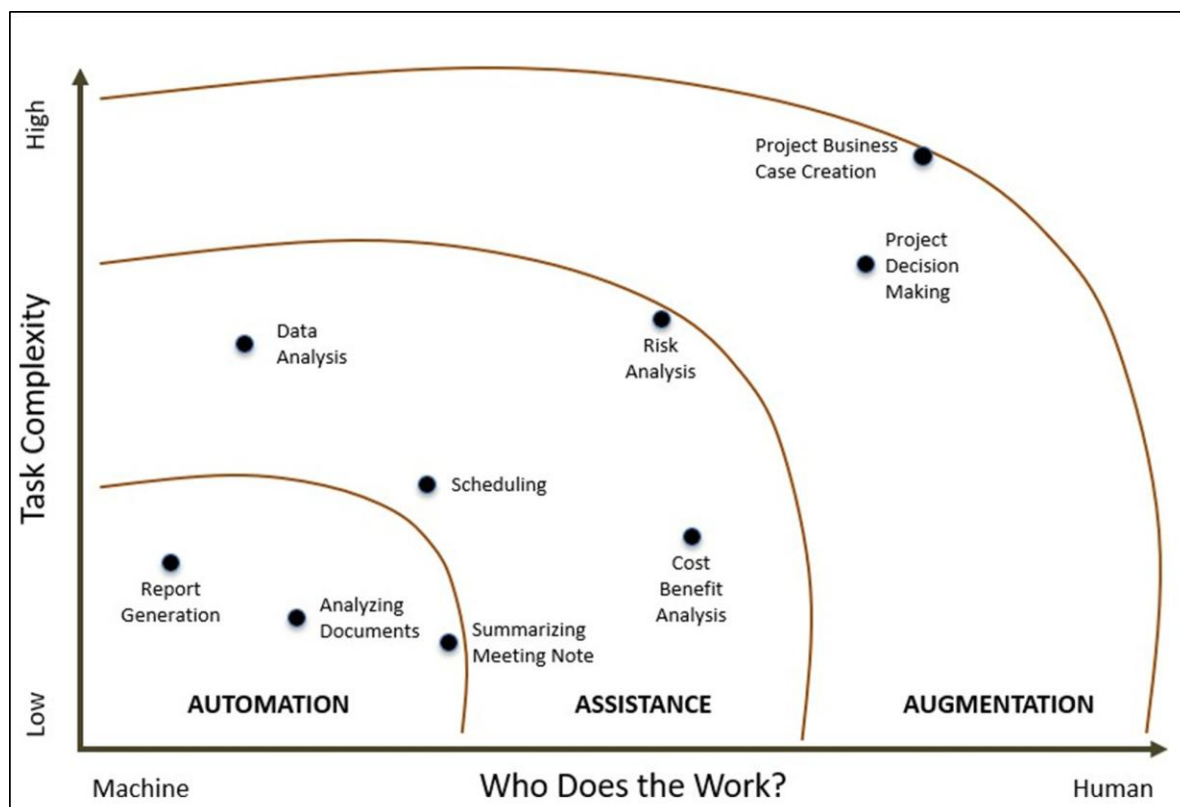 High
Task Complexity
Low
Project Business
Case Creation
Project
Decision
Making
Data
Analysis
Risk
Analysis
Scheduling
Cost
Benefit
Analysis
Report
Generation
Analyzing
Documents
Summarizing
Meeting Note
AUTOMATION
ASSISTANCE
AUGMENTATION
Machine
Who Does the Work?
Human